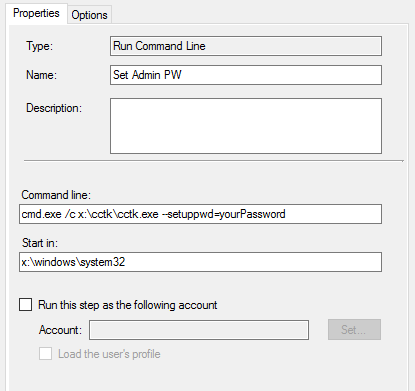 Properties Options
Type: Run Command Line
Name: Set Admin PW
Description:
Command line:
cmd.exe /c x:\cctk\cctk.exe --setuppwd=yourPassword
Start in:
x:\windows\system32
Run this step as the following account
Account: Set...
Load the user's profile